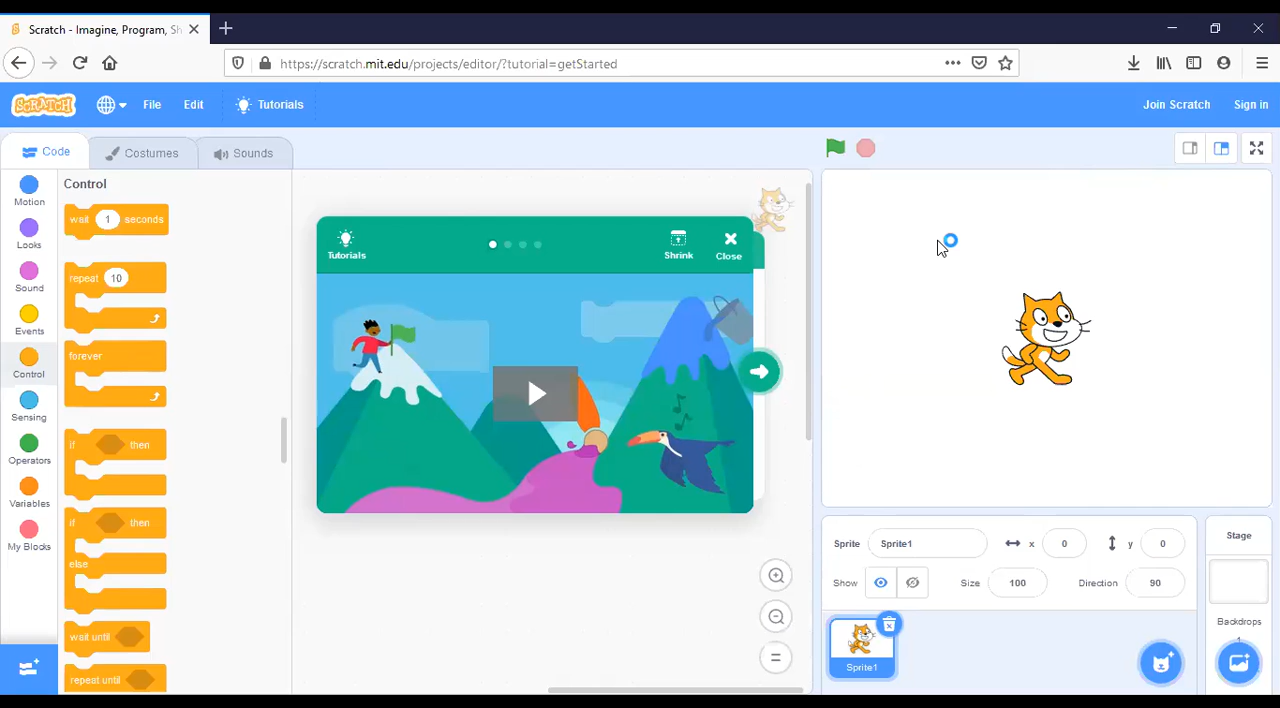 Scratch - Imagine, Program, Sh
https://scratch.mit.edu/projects/editor/?tutorial=getStarted
SCRATCH
File
Edit
Tutorials
Join Scratch
Sign in
Code
Costumes
Sounds
Motion
Looks
Sound
Events
Control
Sensing
Operators
Variables
My Blocks
Control
wait 1 seconds
repeat 10
forever
if then
if then
else
wait until
repeat until
Tutorials
Shrink
Close
Sprite Sprite1 x 0 y 0
Show Size 100 Direction 90
Sprite1
Stage
Backdrops
1